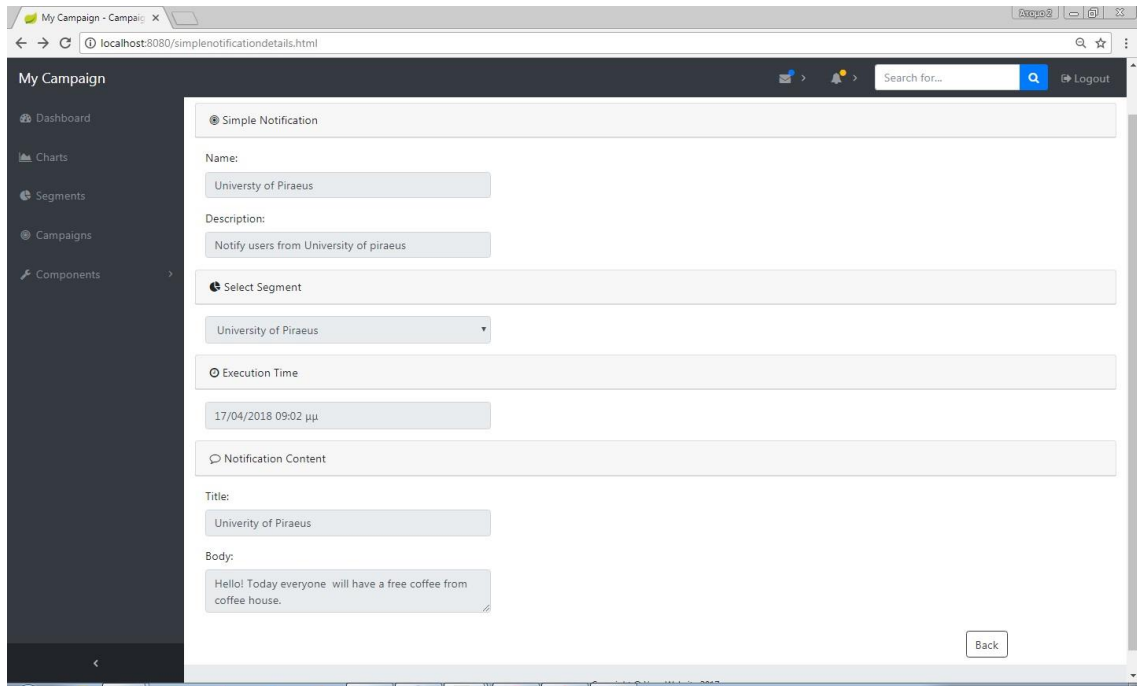 My Campaign - Campaig
localhost:8080/simplenotificationdetails.html
My Campaign
Search for...
Logout
Dashboard
Charts
Segments
Campaigns
Components
Simple Notification
Name:
Universty of Piraeus
Description:
Notify users from University of piraeus
Select Segment
University of Piraeus
Execution Time
17/04/2018 09:02 μμ
Notification Content
Title:
Univerity of Piraeus
Body:
Hello! Today everyone will have a free coffee from
coffee house.
Back